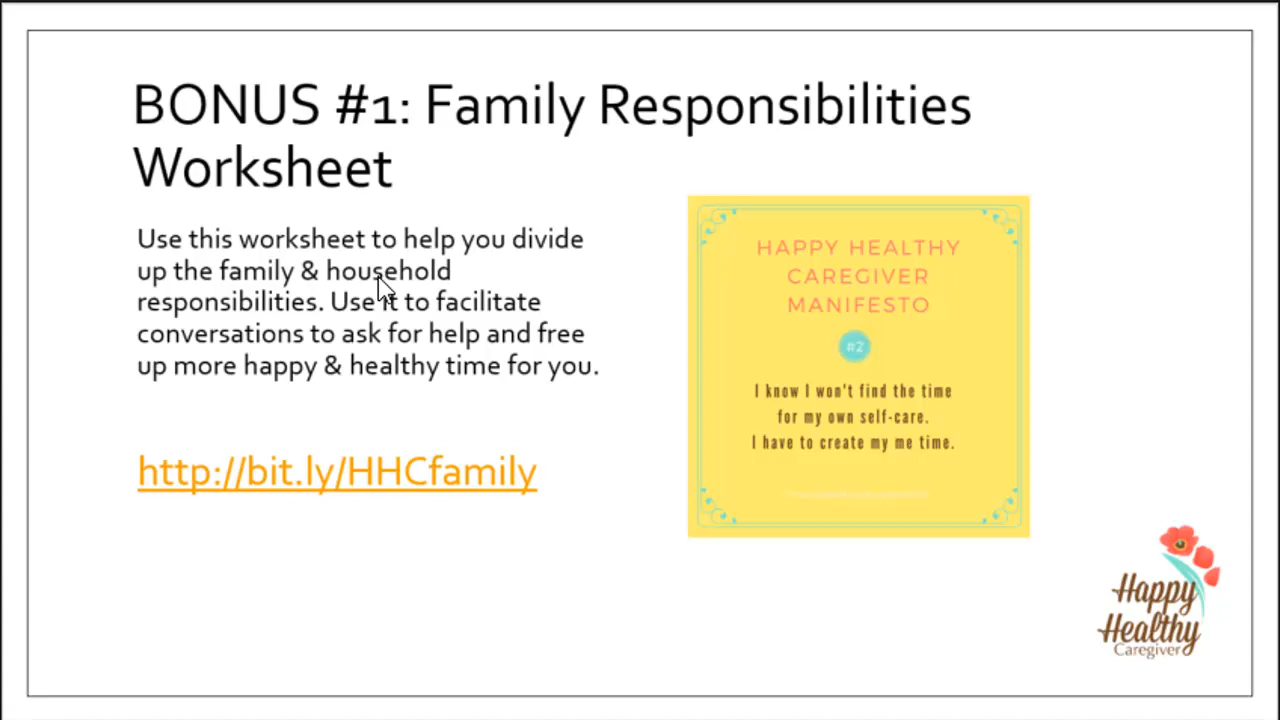 BONUS #1: Family Responsibilities
Worksheet
Use this worksheet to help you divide
up the family & household
responsibilities. Use it to facilitate
conversations to ask for help and free
up more happy & healthy time for you.
http://bit.ly/HHCfamily
HAPPY HEALTHY
CAREGIVER
MANIFESTO
#2
I know I won't find the time
for my own self-care.
I have to create my me time.
Happy
Healthy
Caregiver